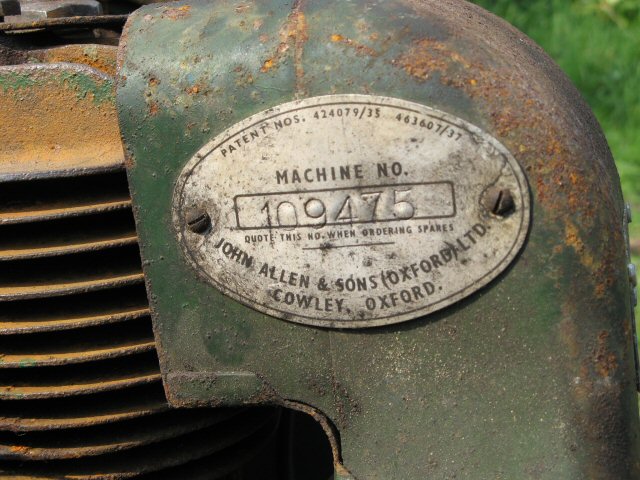 PATENT NOS. 424079/35 463607/37
MACHINE NO.
109475
QUOTE THIS NO. WHEN ORDERING SPARES
JOHN ALLEN & SONS (OXFORD) LTD.
COWLEY, OXFORD.